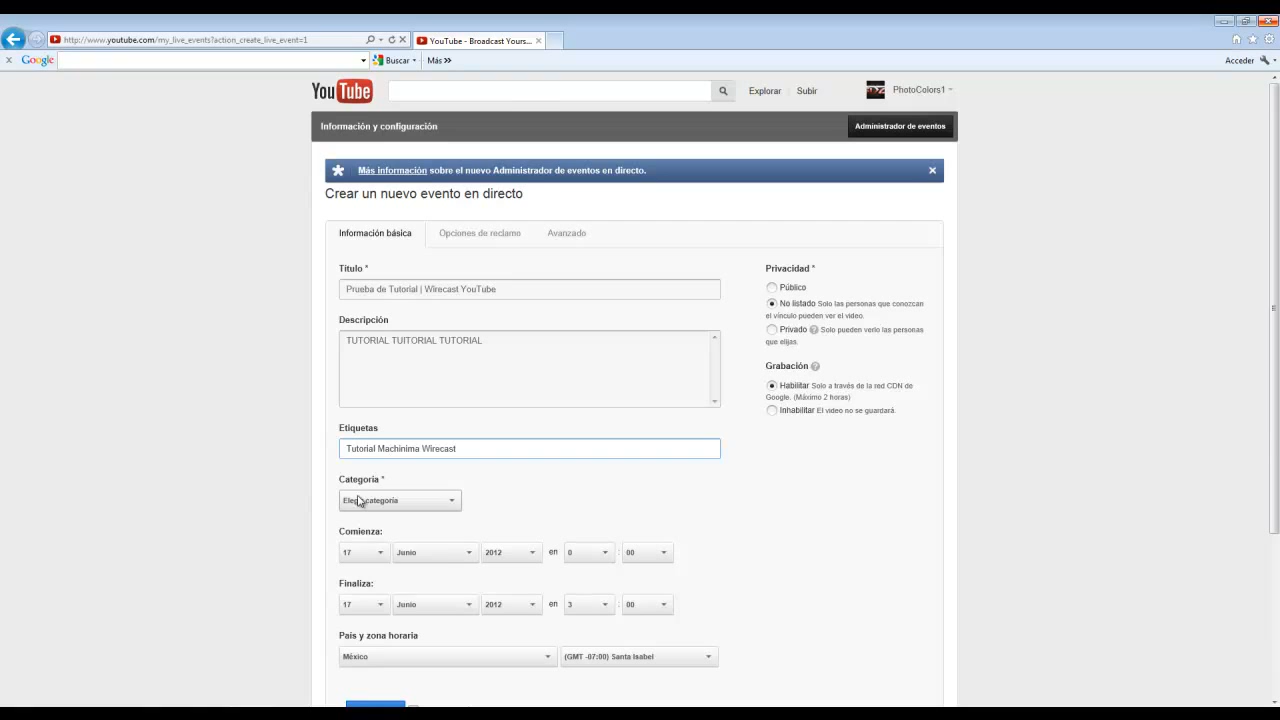 http://www.youtube.com/my_live_events?action_create_live_event=1
YouTube - Broadcast Yours...
x Google
Buscar
Más
Acceder
YouTube
Explorar
Subir
PhotoColors1
Información y configuración
Administrador de eventos
Más información sobre el nuevo Administrador de eventos en directo.
Crear un nuevo evento en directo
Información básica
Opciones de reclamo
Avanzado
Título *
Prueba de Tutorial | Wirecast YouTube
Descripción
TUTORIAL TUITORIAL TUTORIAL
Etiquetas
Tutorial Machinima Wirecast
Categoría *
categoría
Comienza:
17 Junio 2012 en 0 : 00
Finaliza:
17 Junio 2012 en 3 : 00
País y zona horaria
México
(GMT -07:00) Santa Isabel
Privacidad *
Público
No listado Solo las personas que conozcan
el vínculo pueden ver el video.
Privado ? Solo pueden verlo las personas
que elijas.
Grabación ?
Habilitar Solo a través de la red CDN de
Google. (Máximo 2 horas)
Inhabilitar El video no se guardará.